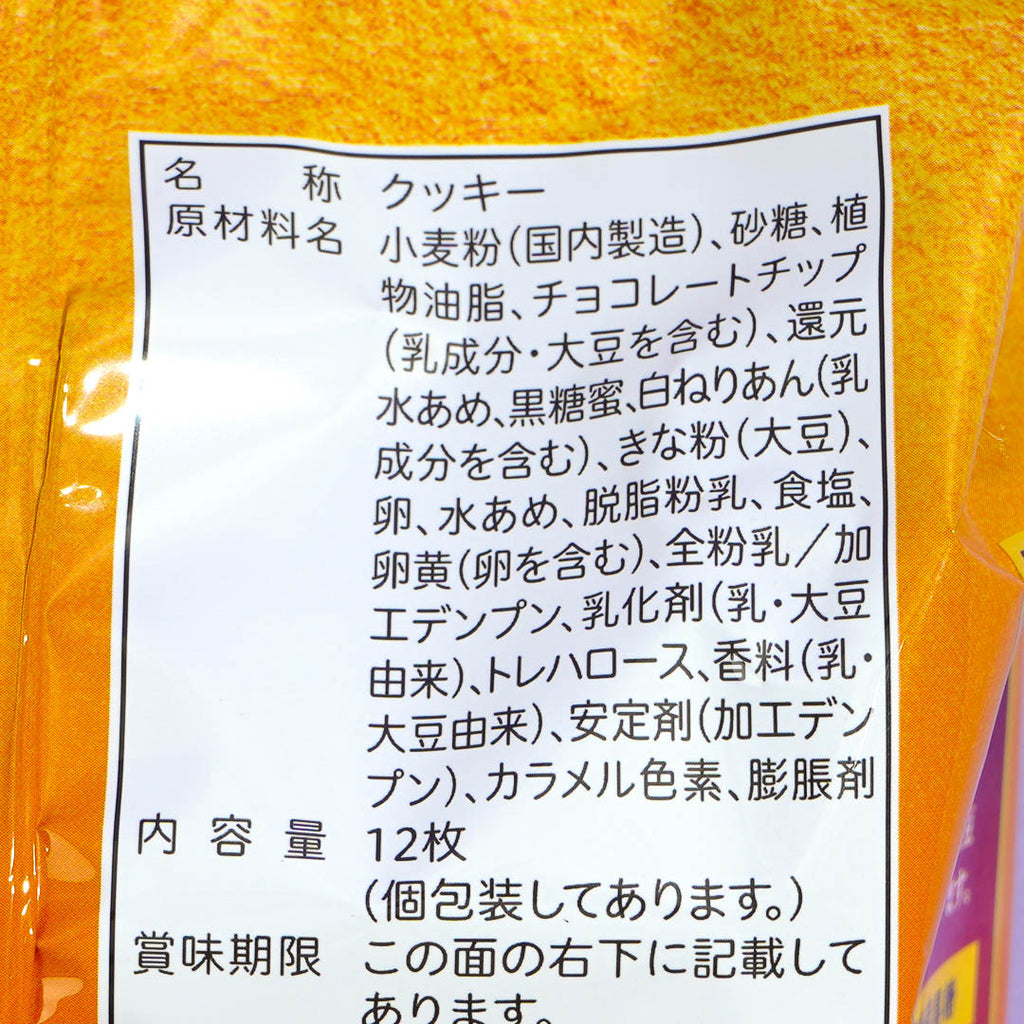 名称 クッキー
原材料名 小麦粉(国内製造)、砂糖、植
物油脂、チョコレートチップ
(乳成分・大豆を含む)、還元
水あめ、黒糖蜜、白ねりあん(乳
成分を含む)、きな粉(大豆)、
卵、水あめ、脱脂粉乳、食塩、
卵黄(卵を含む)、全粉乳/加
工デンプン、乳化剤(乳・大豆
由来)、トレハロース、香料(乳・
大豆由来)、安定剤(加工デン
プン)、カラメル色素、膨脹剤
内容量 12枚
(個包装してあります。)
賞味期限 この面の右下に記載して
あります。